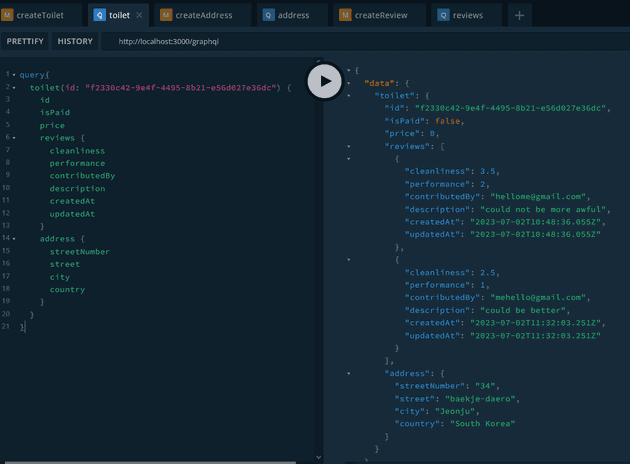 M createToilet
Q toilet ×
M createAddress
Q address
M createReview
Q reviews
+
PRETTIFY HISTORY http://localhost:3000/graphql
1 query{
2 toilet(id: "f2330c42-9e4f-4495-8b21-e56d027e36dc") {
3 id
4 isPaid
5 price
6 reviews {
7 cleanliness
8 performance
9 contributedBy
10 description
11 createdAt
12 updatedAt
13 }
14 address {
15 streetNumber
16 street
17 city
18 country
19 }
20 }
21 }
{
"data": {
"toilet": {
"id": "f2330c42-9e4f-4495-8b21-e56d027e36dc",
"isPaid": false,
"price": 0,
"reviews": [
{
"cleanliness": 3.5,
"performance": 2,
"contributedBy": "hellome@gmail.com",
"description": "could not be more awful",
"createdAt": "2023-07-02T10:48:36.055Z",
"updatedAt": "2023-07-02T10:48:36.055Z"
},
{
"cleanliness": 2.5,
"performance": 1,
"contributedBy": "mehello@gmail.com",
"description": "could be better",
"createdAt": "2023-07-02T11:32:03.251Z",
"updatedAt": "2023-07-02T11:32:03.251Z"
}
],
"address": {
"streetNumber": "34",
"street": "baekje-daero",
"city": "Jeonju",
"country": "South Korea"
}
}
}